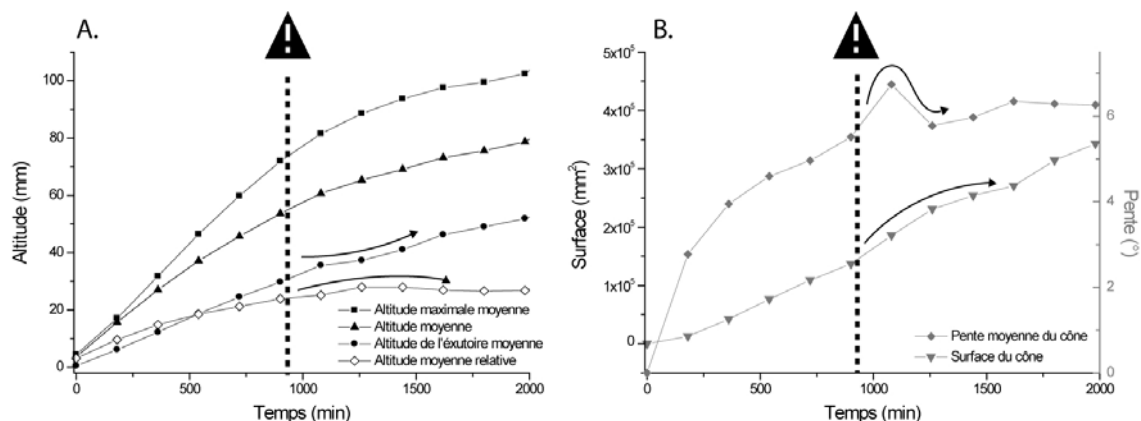 A.
!
Altitude (mm)
100
80
60
40
20
0
0
500
1000
1500
2000
Temps (min)
Altitude maximale moyenne
Altitude moyenne
Altitude de l'éxutoire moyenne
Altitude moyenne relative
B.
!
Surface (mm²)
5x10⁵
4x10⁵
3x10⁵
2x10⁵
1x10⁵
1x10⁵
0
0
500
1000
1500
2000
Temps (min)
Pente (°)
6
4
2
0
Pente moyenne du cône
Surface du cône